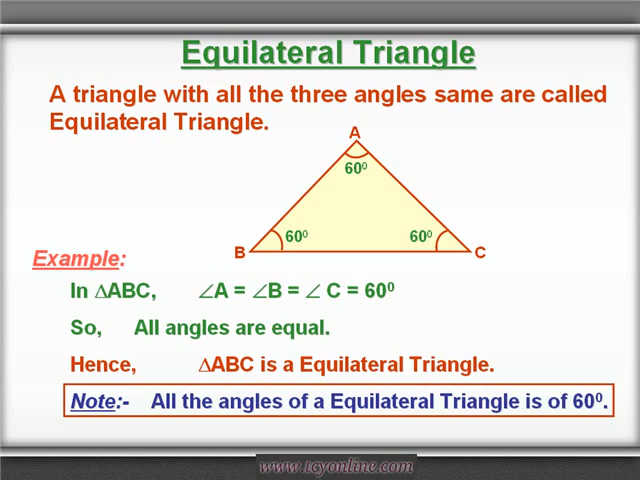 Equilateral Triangle
A triangle with all the three angles same are called
Equilateral Triangle.
A
60⁰
60⁰ 60⁰
B C
Example:
In ∆ABC, ∠A = ∠B = ∠ C = 60⁰
So, All angles are equal.
Hence, ∆ABC is a Equilateral Triangle.
Note:- All the angles of a Equilateral Triangle is of 60⁰.
www.tcyonline.com